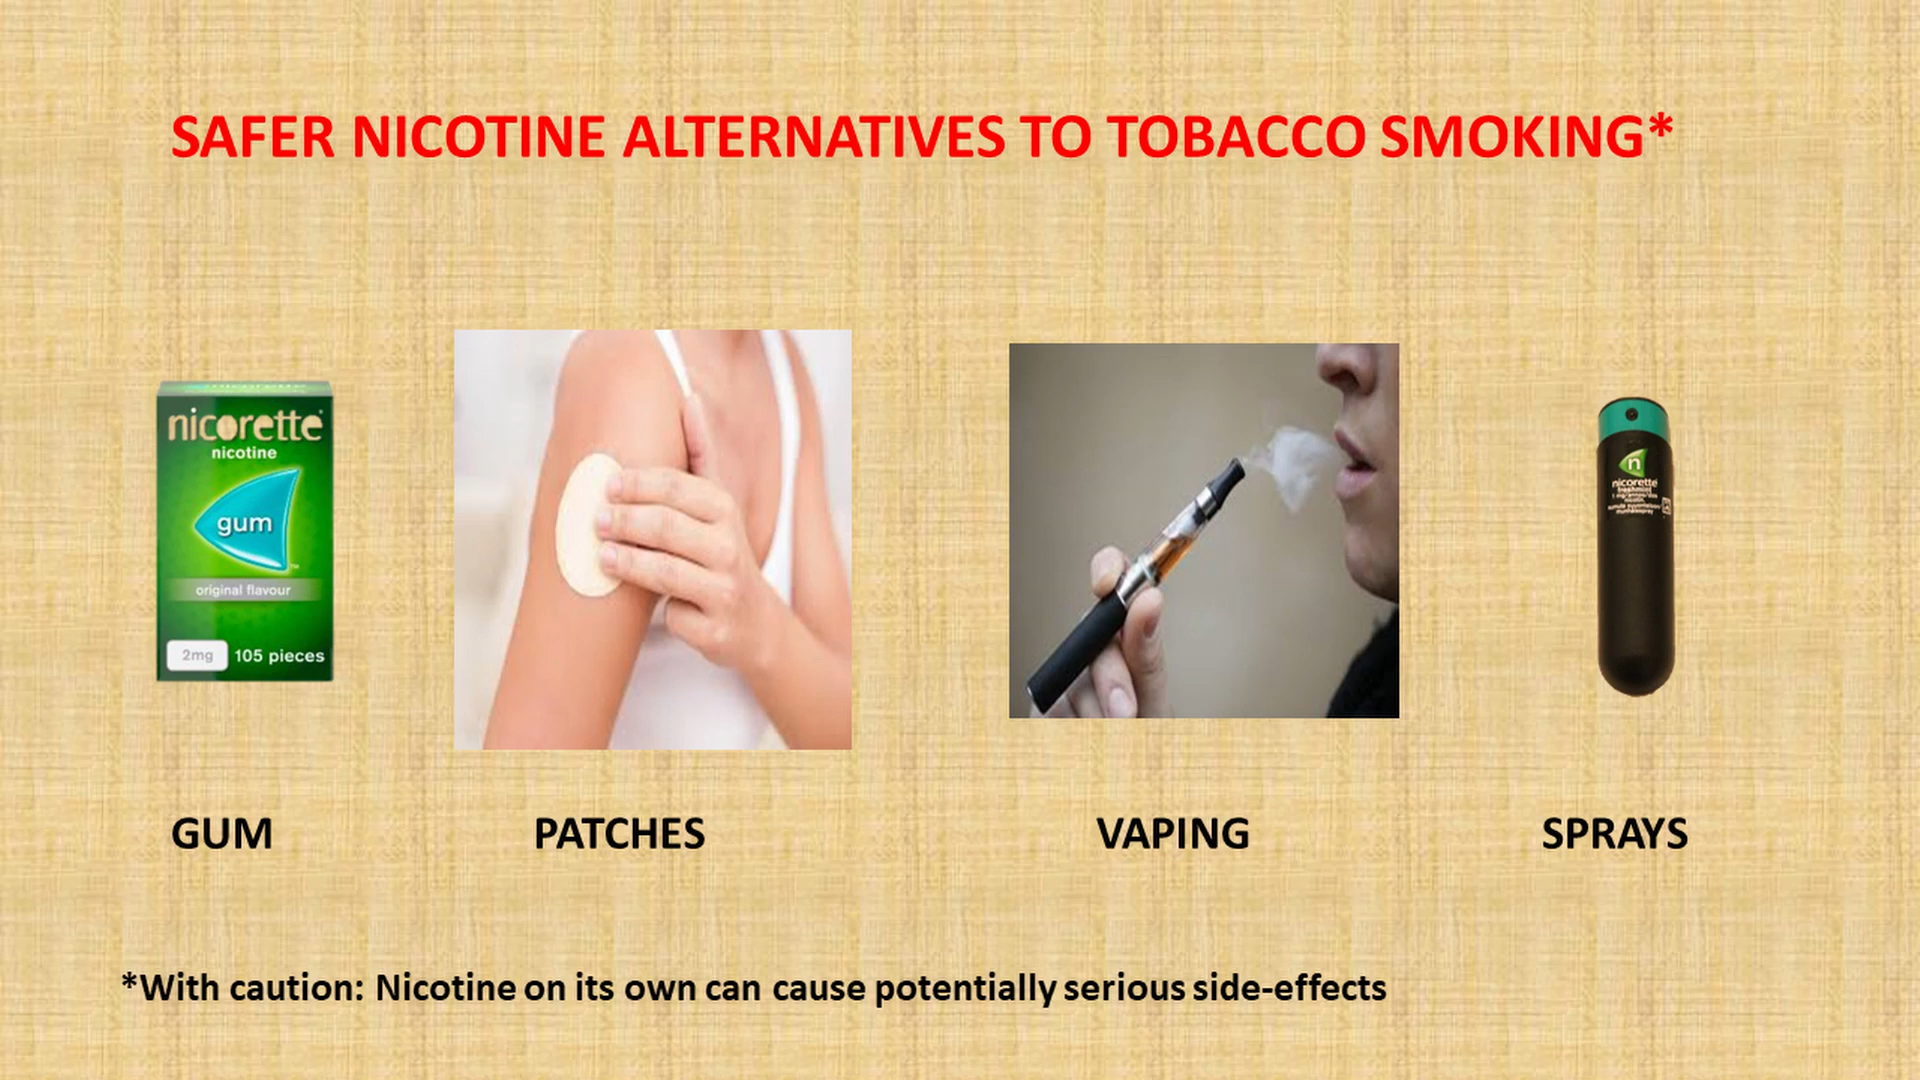 SAFER NICOTINE ALTERNATIVES TO TOBACCO SMOKING*
nicorette
nicotine
gum
original flavour
2mg 105 pieces
n
nicorette
freshmint
GUM PATCHES VAPING SPRAYS
*With caution: Nicotine on its own can cause potentially serious side-effects